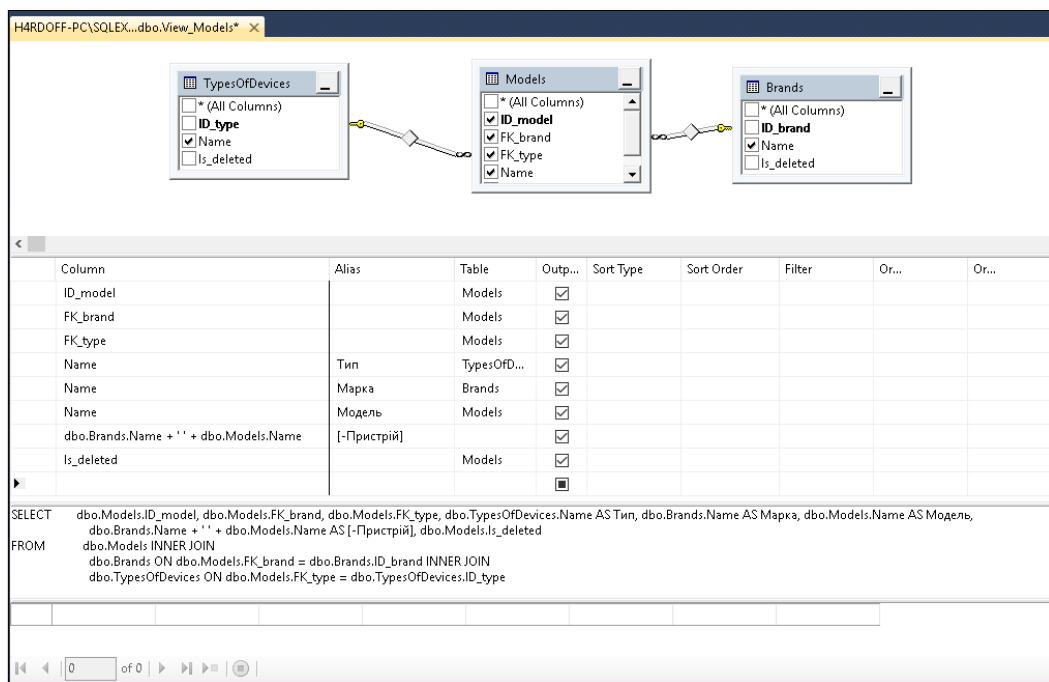 H4RDOFF-PC\SQLEX...dbo.View_Models*
TypesOfDevices
* (All Columns)
ID_type
Name
Is_deleted
Models
* (All Columns)
ID_model
FK_brand
FK_type
Name
Brands
* (All Columns)
ID_brand
Name
Is_deleted
Column Alias Table Outp... Sort Type Sort Order Filter Or... Or...
ID_model Models
FK_brand Models
FK_type Models
Name Тип TypesOfD...
Name Марка Brands
Name Модель Models
dbo.Brands.Name + ' ' + dbo.Models.Name [-Пристрій]
Is_deleted Models
SELECT dbo.Models.ID_model, dbo.Models.FK_brand, dbo.Models.FK_type, dbo.TypesOfDevices.Name AS Тип, dbo.Brands.Name AS Марка, dbo.Models.Name AS Модель,
dbo.Brands.Name + ' ' + dbo.Models.Name AS [-Пристрій], dbo.Models.Is_deleted
FROM dbo.Models INNER JOIN
dbo.Brands ON dbo.Models.FK_brand = dbo.Brands.ID_brand INNER JOIN
dbo.TypesOfDevices ON dbo.Models.FK_type = dbo.TypesOfDevices.ID_type
0 of 0